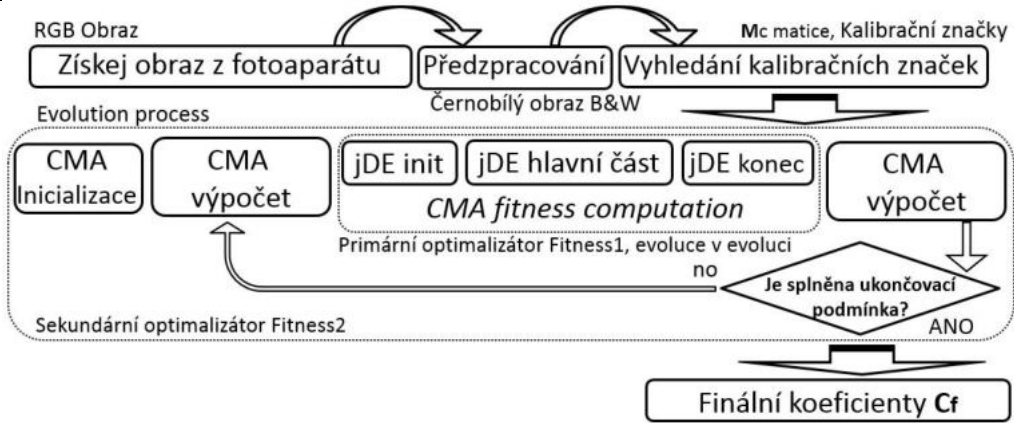 RGB Obraz
Mc matice, Kalibrační značky
Získej obraz z fotoaparátu
Předzpracování
Vyhledání kalibračních značek
Černobílý obraz B&W
Evolution process
CMA
Inicializace
CMA
výpočet
jDE init
jDE hlavní část
jDE konec
CMA fitness computation
CMA
výpočet
Primární optimalizátor Fitness1, evoluce v evoluci
no
Je splněna ukončovací
podmínka?
ANO
Sekundární optimalizátor Fitness2
Finální koeficienty Cf